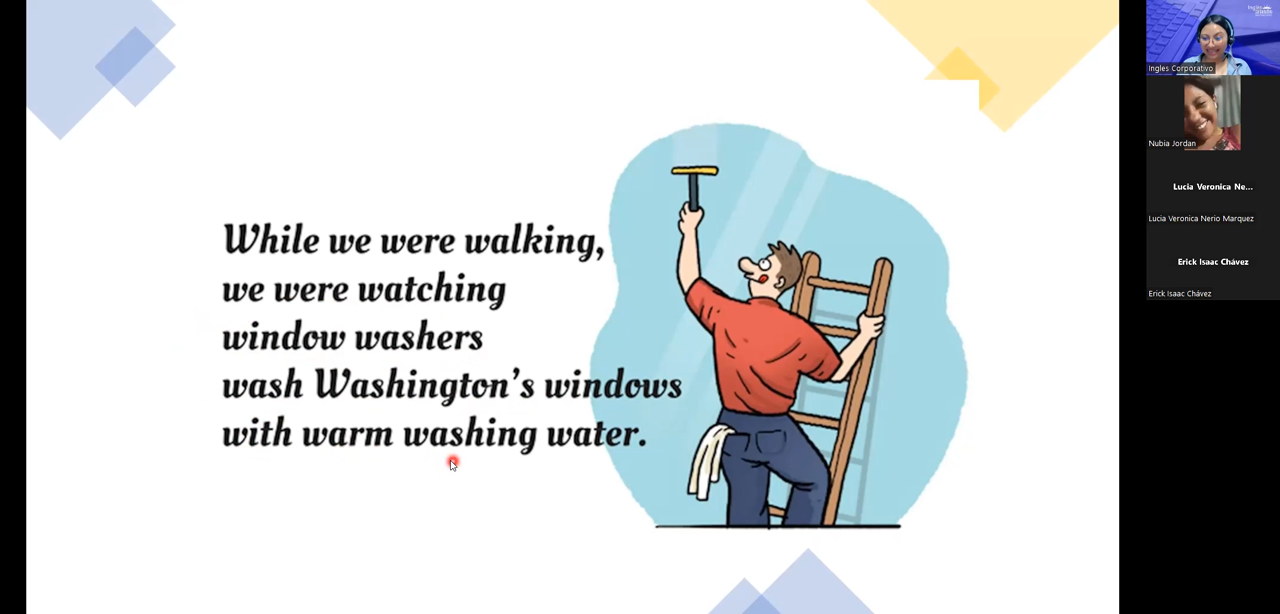 While we were walking,
we were watching
window washers
wash Washington's windows
with warm washing water.
Ingles Corporativo
Nubia Jordan
Lucia Veronica Ne...
Lucia Veronica Nerio Marquez
Erick Isaac Chávez
Erick Isaac Chávez